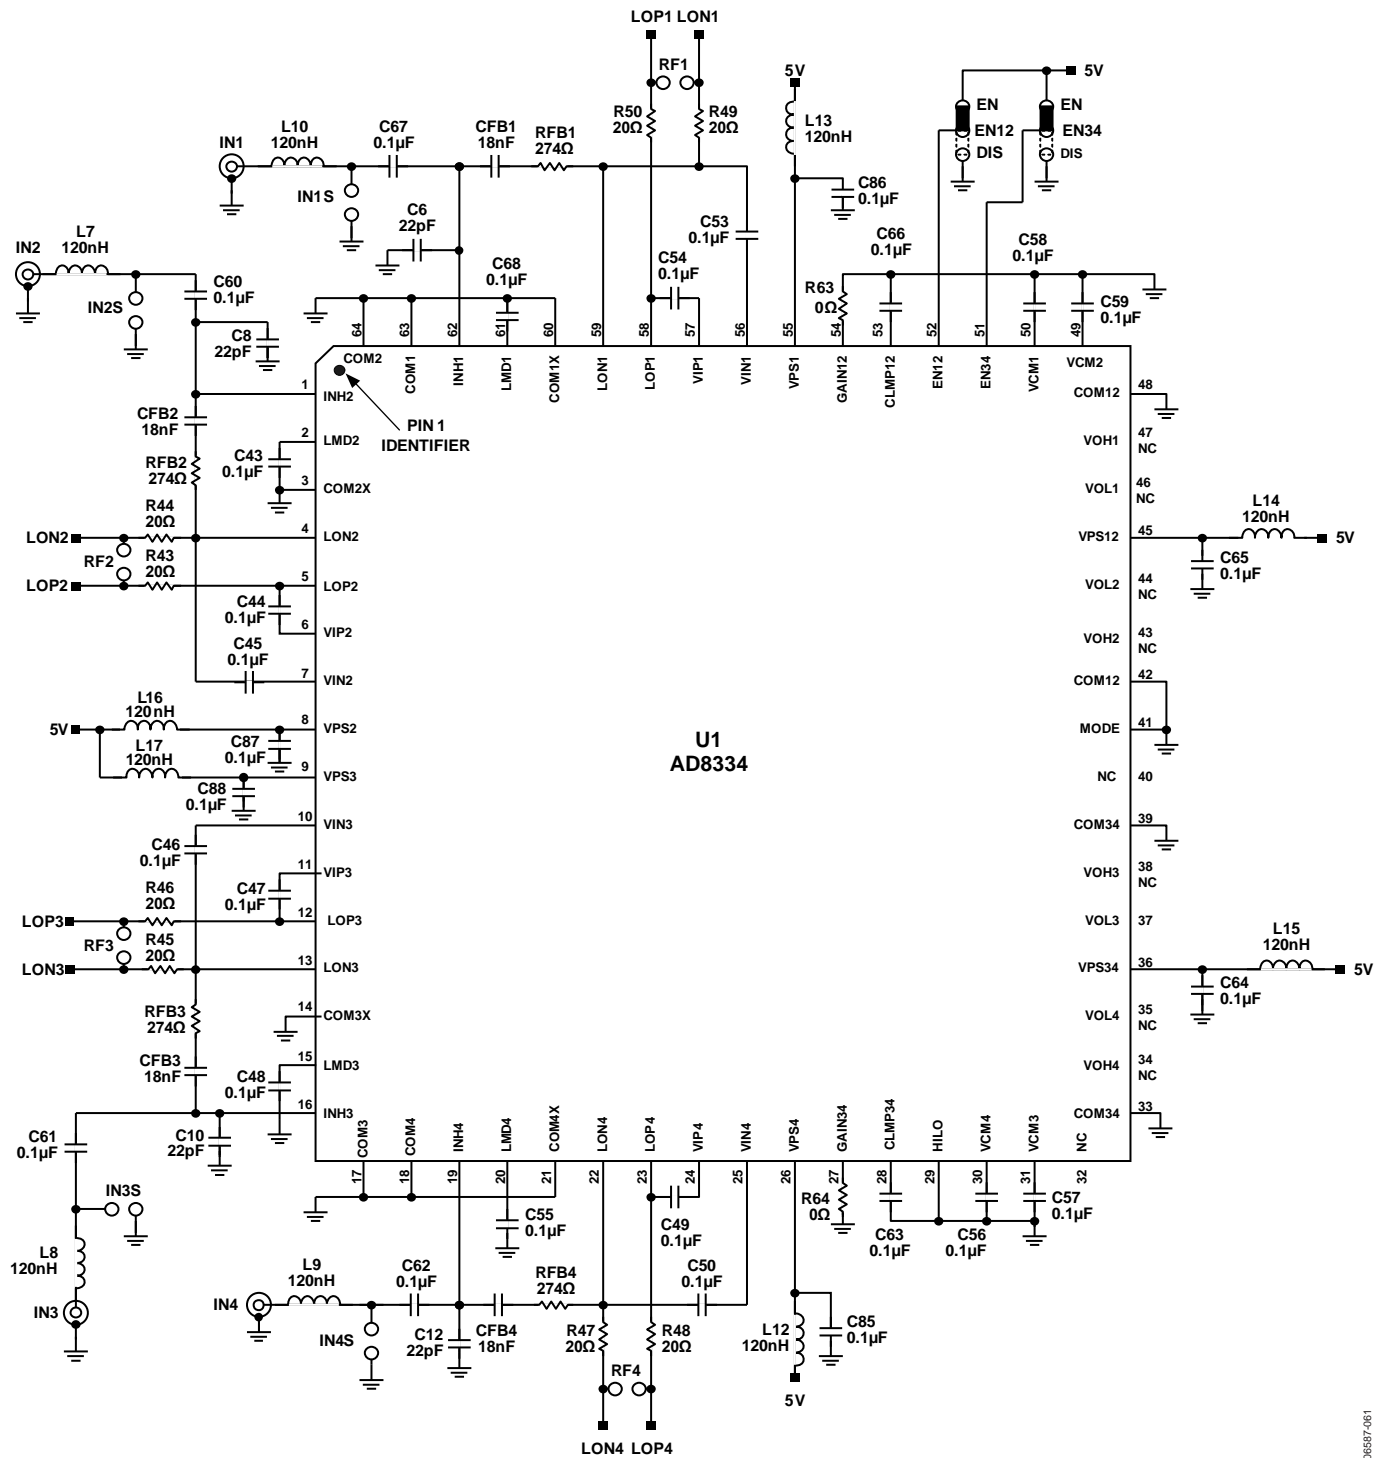 LOP1 LON1
RF1
R50
20Ω
R49
20Ω
5V
L13
120nH
C86
0.1µF
5V
EN
EN12
DIS
EN
EN34
DIS
IN1
L10
120nH
C67
0.1µF
CFB1
18nF
RFB1
274Ω
IN1S
C6
22pF
C68
0.1µF
C53
0.1µF
C54
0.1µF
C66
0.1µF
C58
0.1µF
R63
0Ω
C59
0.1µF
IN2
L7
120nH
IN2S
C60
0.1µF
C8
22pF
64
63
62
61
60
59
58
57
56
55
54
53
52
51
50
49
COM2
COM1
INH1
LMD1
COM1X
LON1
LOP1
VIP1
VIN1
VPS1
GAIN12
CLMP12
EN12
EN34
VCM1
VCM2
PIN 1
IDENTIFIER
1
INH2
CFB2
18nF
2
LMD2
C43
0.1µF
RFB2
274Ω
3
COM2X
R44
20Ω
LON2
4
LON2
RF2
R43
20Ω
LOP2
5
LOP2
C44
0.1µF
6
VIP2
C45
0.1µF
7
VIN2
L16
120nH
5V
8
VPS2
L17
120nH
C87
0.1µF
9
VPS3
C88
0.1µF
10
VIN3
C46
0.1µF
11
VIP3
C47
0.1µF
R46
20Ω
LOP3
12
LOP3
RF3
R45
20Ω
LON3
13
LON3
RFB3
274Ω
14
COM3X
CFB3
18nF
15
LMD3
C48
0.1µF
16
INH3
C61
0.1µF
C10
22pF
IN3S
L8
120nH
IN3
U1
AD8334
COM12
48
VOH1
47
NC
VOL1
46
NC
VPS12
45
L14
120nH
5V
C65
0.1µF
VOL2
44
NC
VOH2
43
NC
COM12
42
MODE
41
NC
40
COM34
39
VOH3
38
NC
VOL3
37
VPS34
36
L15
120nH
5V
C64
0.1µF
VOL4
35
NC
VOH4
34
NC
COM34
33
COM3
COM4
INH4
LMD4
COM4X
LON4
LOP4
VIP4
VIN4
VPS4
GAIN34
CLMP34
HILO
VCM4
VCM3
NC
17
18
19
20
21
22
23
24
25
26
27
28
29
30
31
32
C55
0.1µF
C49
0.1µF
R64
0Ω
C63
0.1µF
C56
0.1µF
C57
0.1µF
IN4
L9
120nH
IN4S
C62
0.1µF
C12
22pF
CFB4
18nF
RFB4
274Ω
C50
0.1µF
R47
20Ω
R48
20Ω
RF4
L12
120nH
C85
0.1µF
5V
LON4 LOP4
06587-061